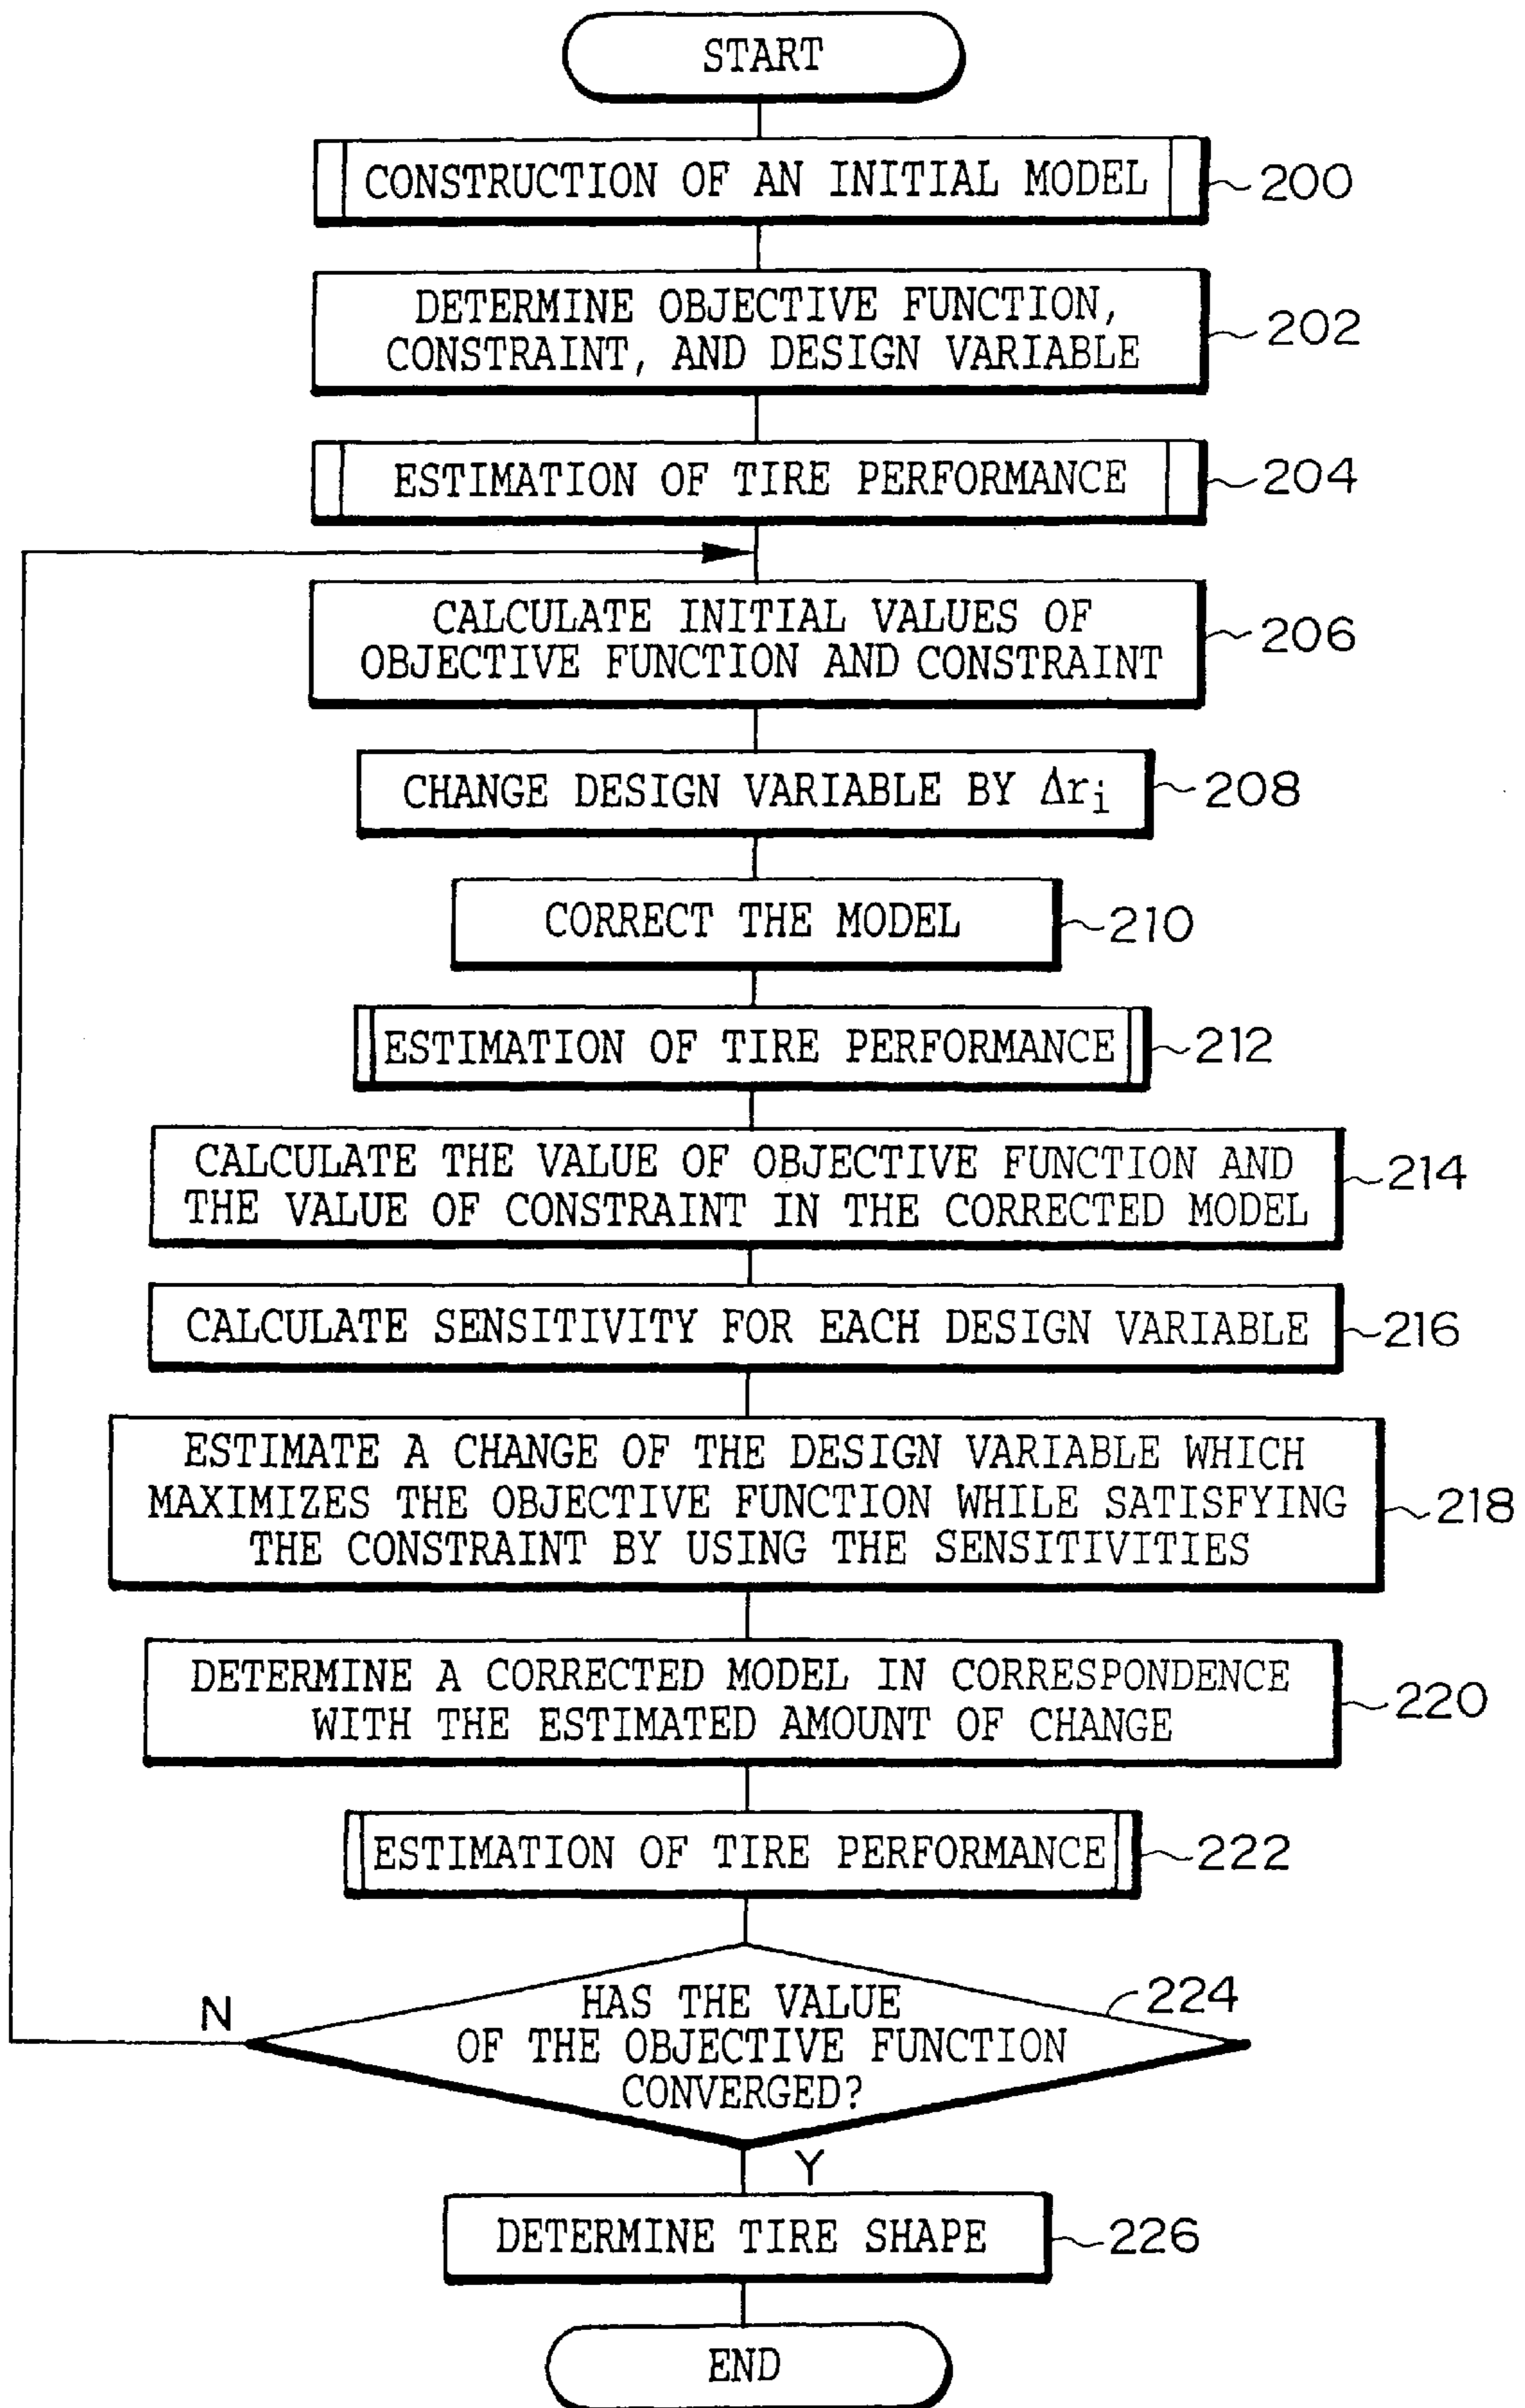 START
CONSTRUCTION OF AN INITIAL MODEL
200
DETERMINE OBJECTIVE FUNCTION,
CONSTRAINT, AND DESIGN VARIABLE
202
ESTIMATION OF TIRE PERFORMANCE
204
CALCULATE INITIAL VALUES OF
OBJECTIVE FUNCTION AND CONSTRAINT
206
CHANGE DESIGN VARIABLE BY Δri
208
CORRECT THE MODEL
210
ESTIMATION OF TIRE PERFORMANCE
212
CALCULATE THE VALUE OF OBJECTIVE FUNCTION AND
THE VALUE OF CONSTRAINT IN THE CORRECTED MODEL
214
CALCULATE SENSITIVITY FOR EACH DESIGN VARIABLE
216
ESTIMATE A CHANGE OF THE DESIGN VARIABLE WHICH
MAXIMIZES THE OBJECTIVE FUNCTION WHILE SATISFYING
THE CONSTRAINT BY USING THE SENSITIVITIES
218
DETERMINE A CORRECTED MODEL IN CORRESPONDENCE
WITH THE ESTIMATED AMOUNT OF CHANGE
220
ESTIMATION OF TIRE PERFORMANCE
222
HAS THE VALUE
OF THE OBJECTIVE FUNCTION
CONVERGED?
224
N
Y
DETERMINE TIRE SHAPE
226
END